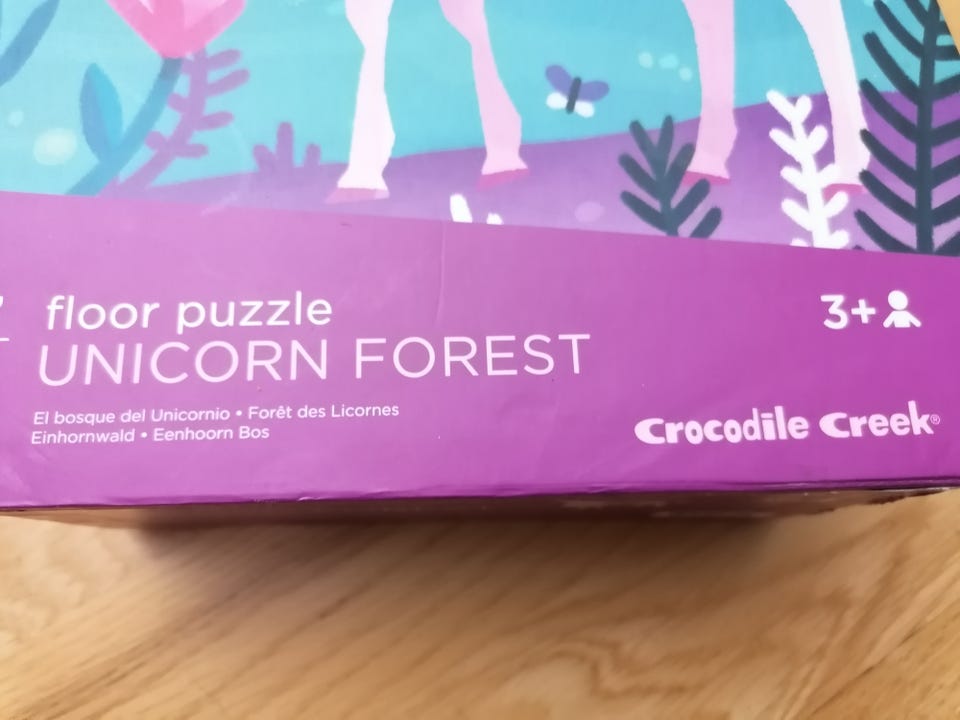 floor puzzle
UNICORN FOREST
3+
El bosque del Unicornio • Forêt des Licornes
Einhornwald • Eenhoorn Bos
Crocodile Creek®